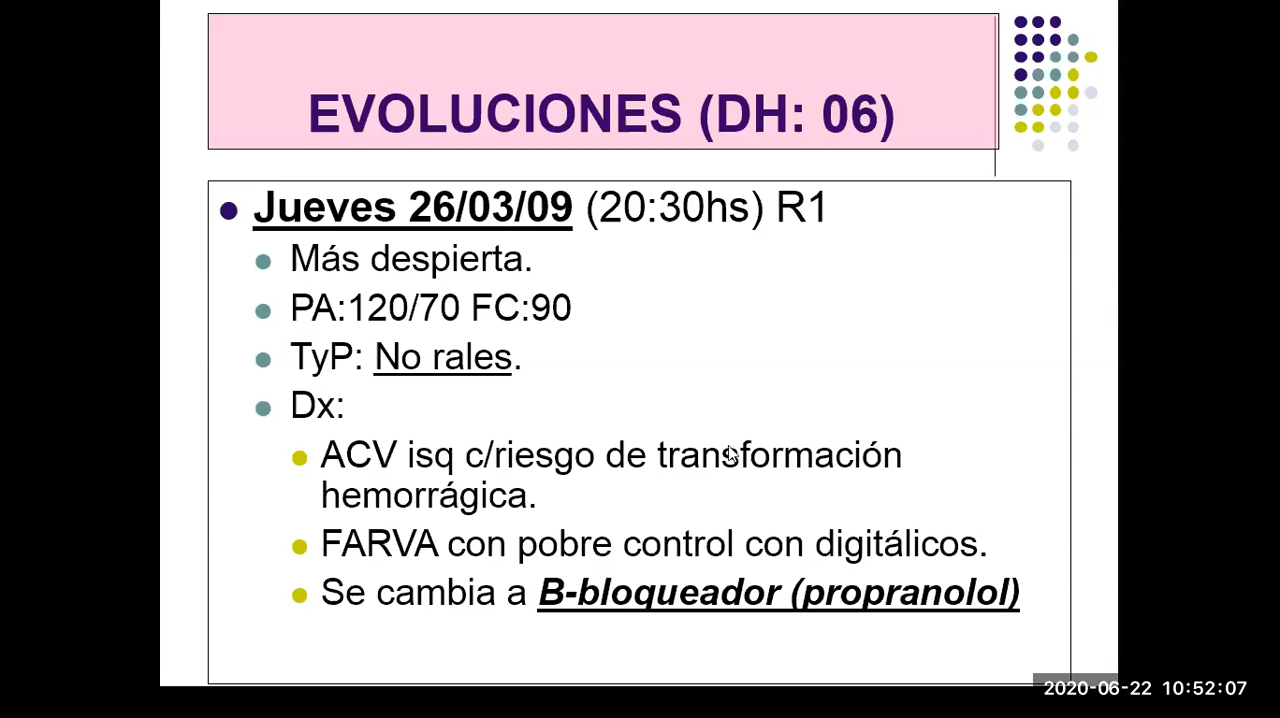 EVOLUCIONES (DH: 06)
Jueves 26/03/09 (20:30hs) R1
Más despierta.
PA:120/70 FC:90
TyP: No rales.
Dx:
ACV isq c/riesgo de transformación
hemorrágica.
FARVA con pobre control con digitálicos.
Se cambia a B-bloqueador (propranolol)
2020-06-22 10:52:07